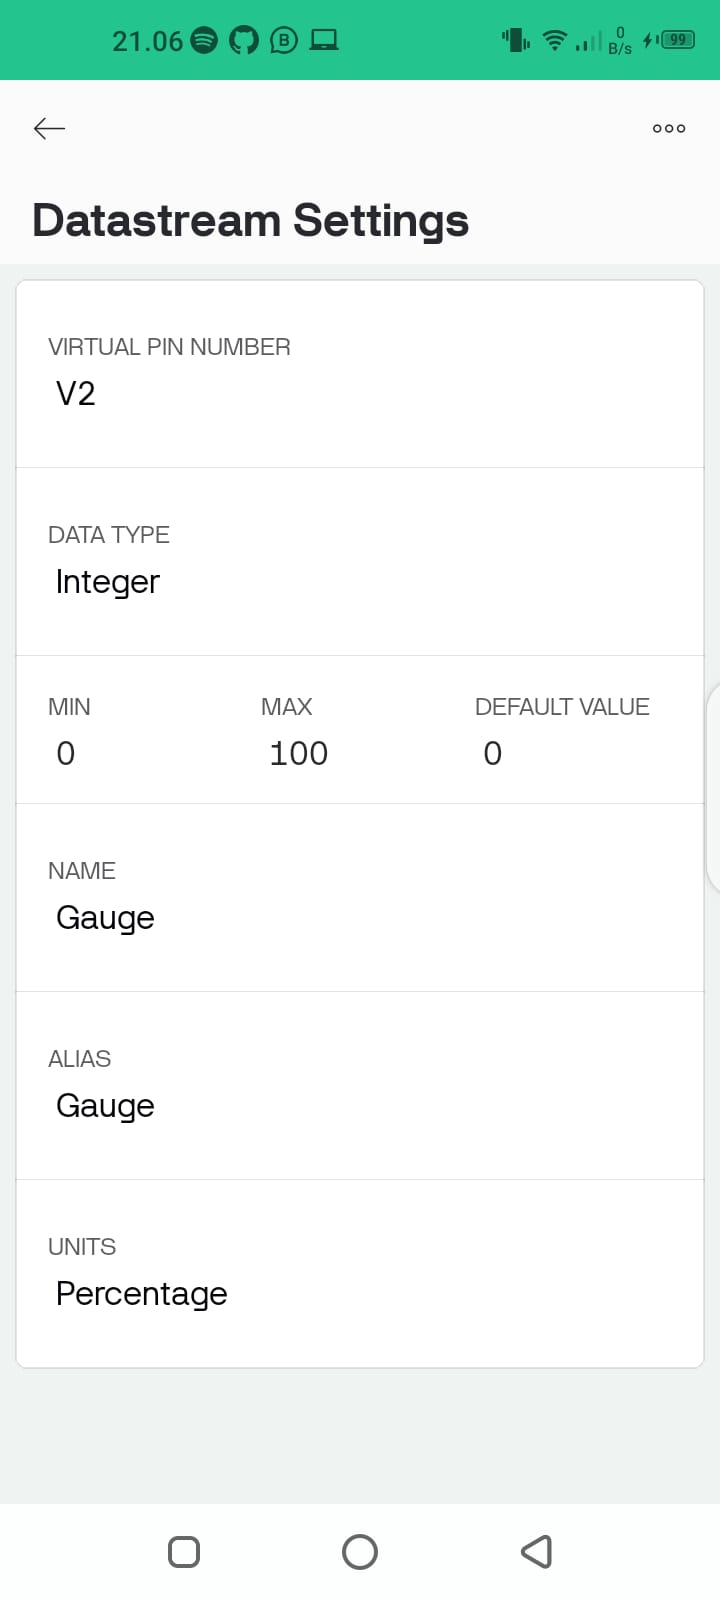 21.06
0
B/s
99
Datastream Settings
VIRTUAL PIN NUMBER
V2
DATA TYPE
Integer
MIN MAX DEFAULT VALUE
0 100 0
NAME
Gauge
ALIAS
Gauge
UNITS
Percentage